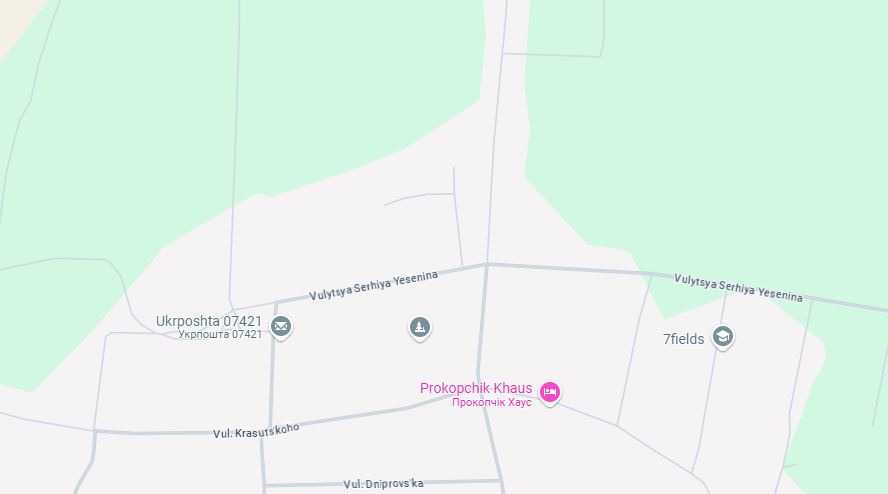 Vulytsya Serhiya Yesenina
Vulytsya Serhiya Yesenina
Ukrposhta 07421
Укрпошта 07421
7fields
Prokopchik Khaus
Прокопчік Хаус
Vul. Krasutskoho
Vul. Dniprovs'ka